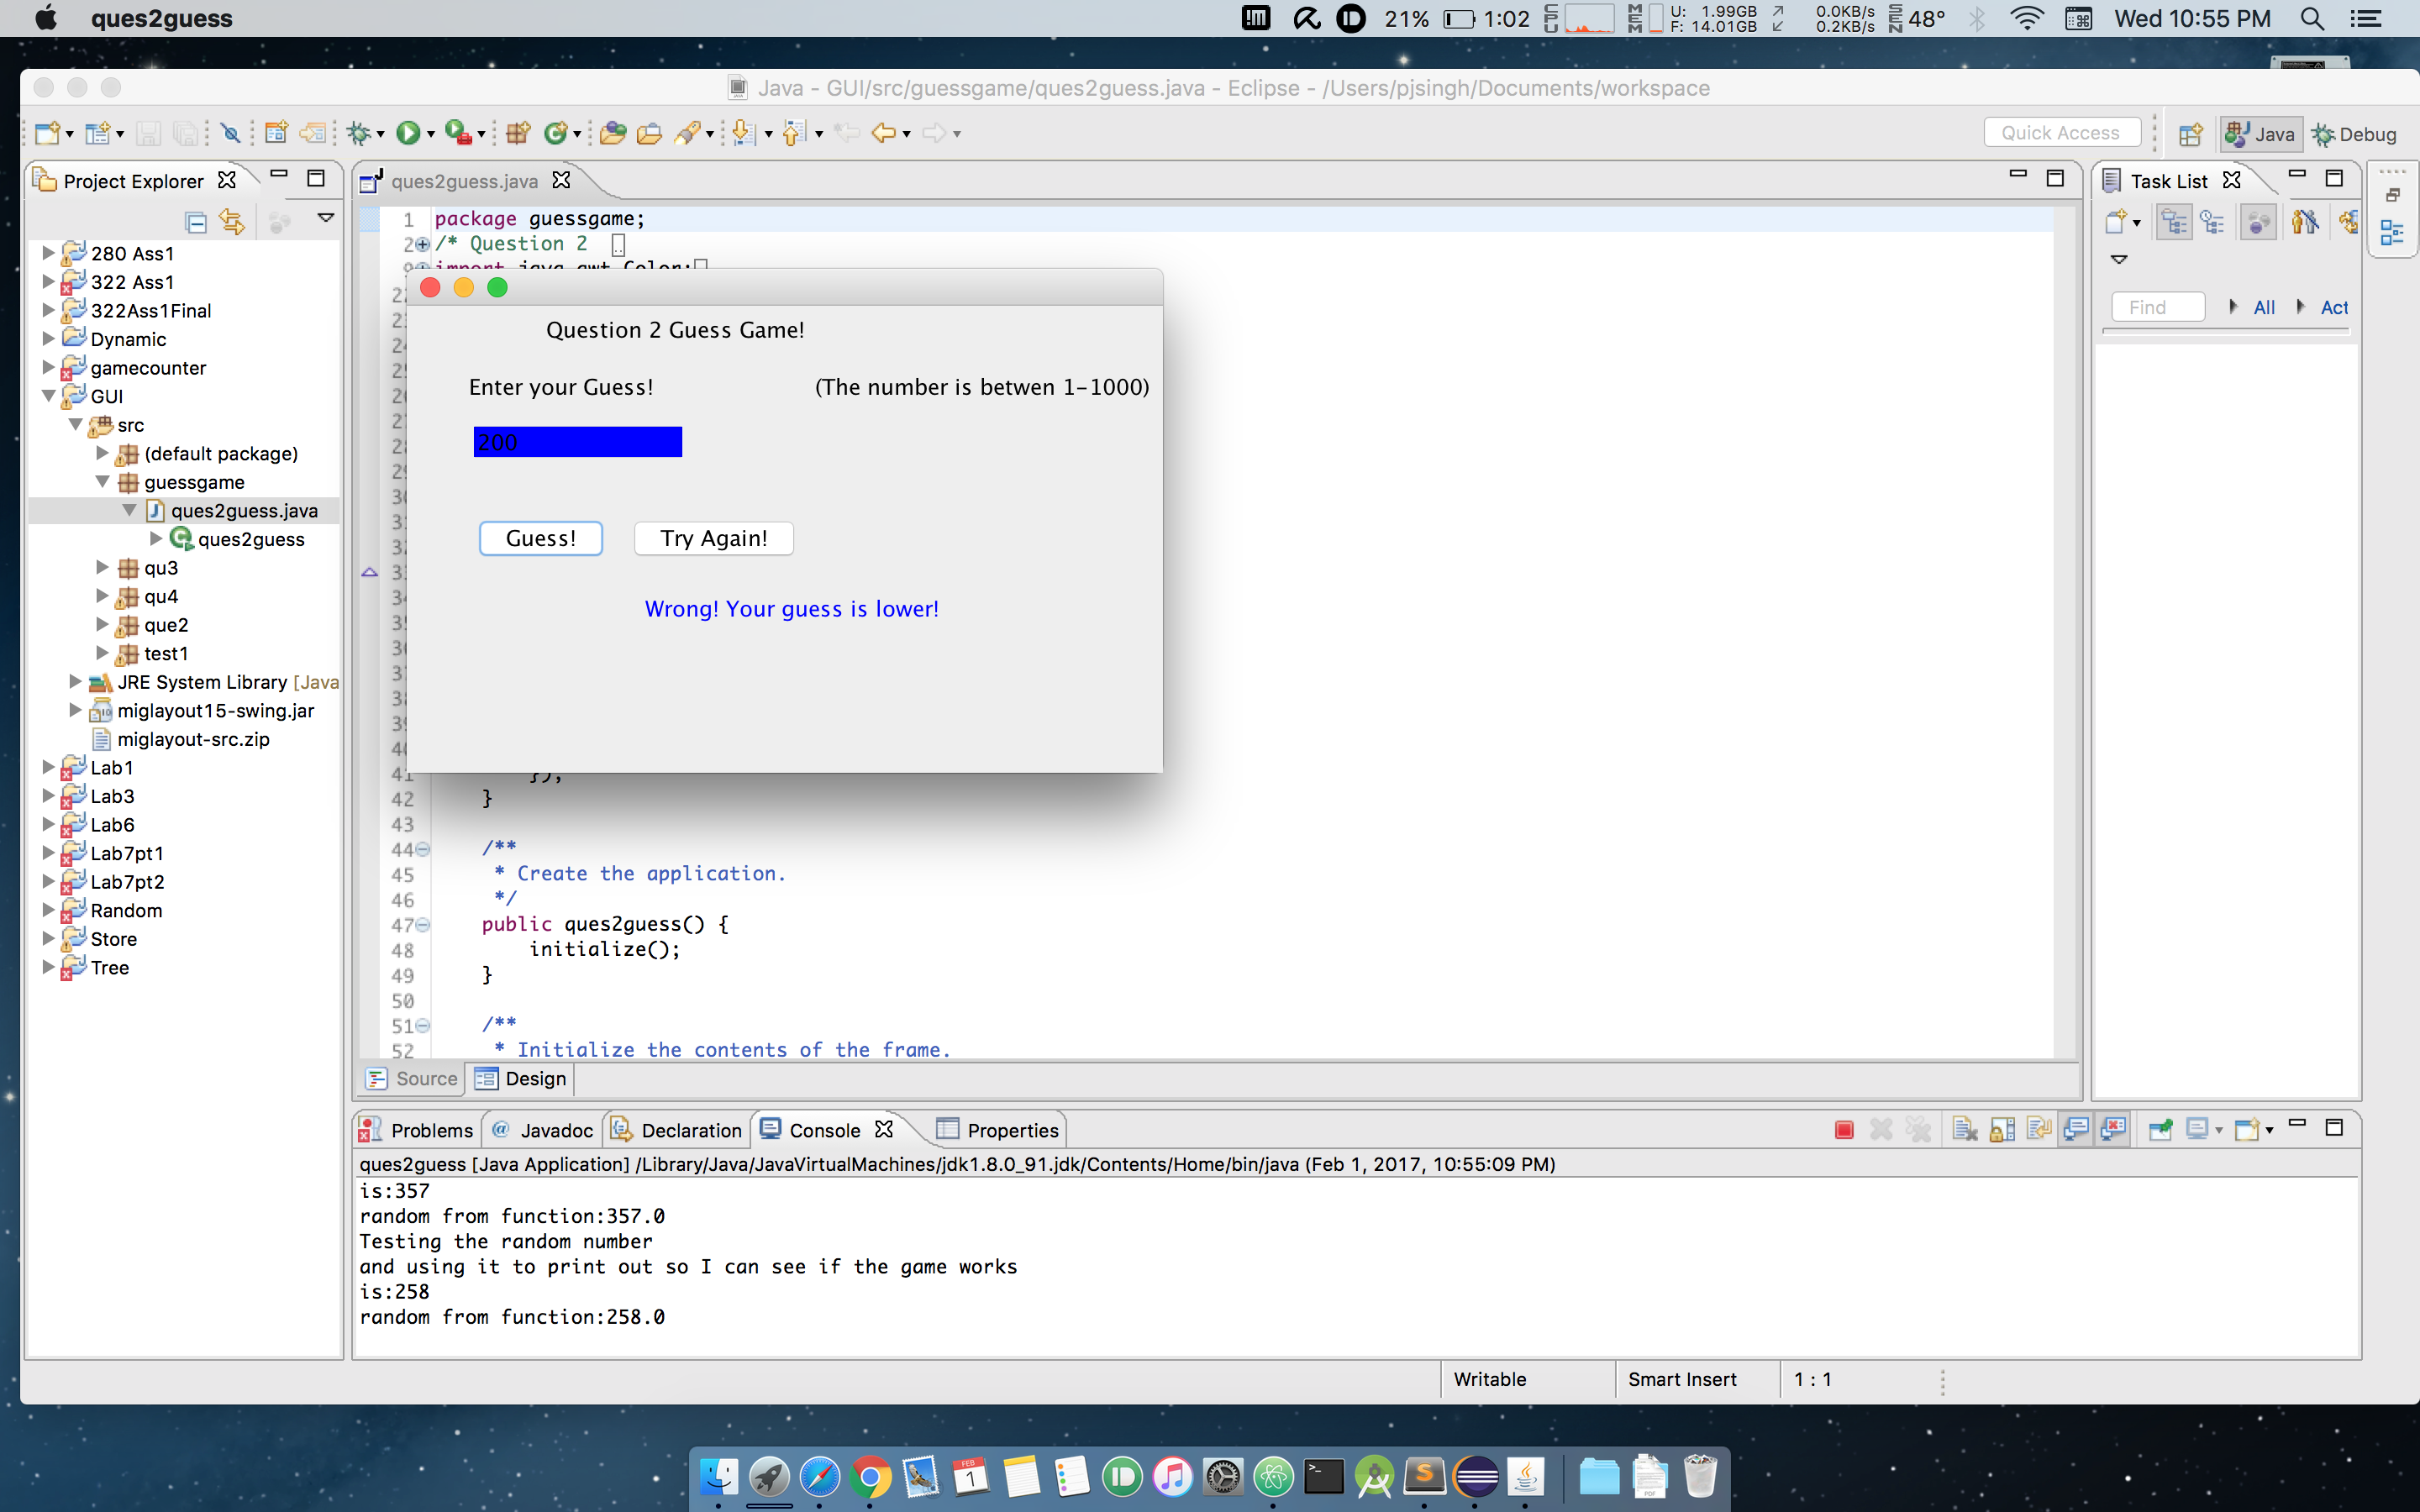 ques2guess
21% 1:02 CPU MEM U: 1.99GB F: 14.01GB 0.0KB/s 0.2KB/s SEN 48° Wed 10:55 PM
Java - GUI/src/guessgame/ques2guess.java - Eclipse - /Users/pjsingh/Documents/workspace
Quick Access
Java
Debug
Project Explorer
280 Ass1
322 Ass1
322Ass1Final
Dynamic
gamecounter
GUI
src
(default package)
guessgame
ques2guess.java
ques2guess
qu3
qu4
que2
test1
JRE System Library [Java
miglayout15-swing.jar
miglayout-src.zip
Lab1
Lab3
Lab6
Lab7pt1
Lab7pt2
Random
Store
Tree
ques2guess.java
1 package guessgame;
2 /* Question 2
import java.awt.Color;
Question 2 Guess Game!
Enter your Guess! (The number is betwen 1-1000)
200
Guess! Try Again!
Wrong! Your guess is lower!
41 });
42 }
43
44 /**
45 * Create the application.
46 */
47 public ques2guess() {
48 initialize();
49 }
50
51 /**
52 * Initialize the contents of the frame.
Source Design
Task List
Find All Act
Problems Javadoc Declaration Console Properties
ques2guess [Java Application] /Library/Java/JavaVirtualMachines/jdk1.8.0_91.jdk/Contents/Home/bin/java (Feb 1, 2017, 10:55:09 PM)
is:357
random from function:357.0
Testing the random number
and using it to print out so I can see if the game works
is:258
random from function:258.0
Writable Smart Insert 1 : 1
FEB
1